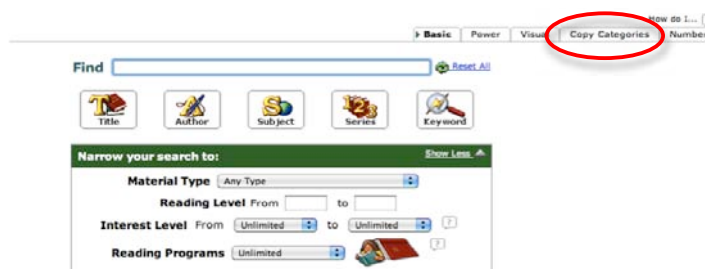 How do I...
Basic Power Visual Copy Categories Number
Find Reset All
Title Author Subject Series Keyword
Narrow your search to: Show Less
Material Type Any Type
Reading Level From to
Interest Level From Unlimited to Unlimited ?
Reading Programs Unlimited ?